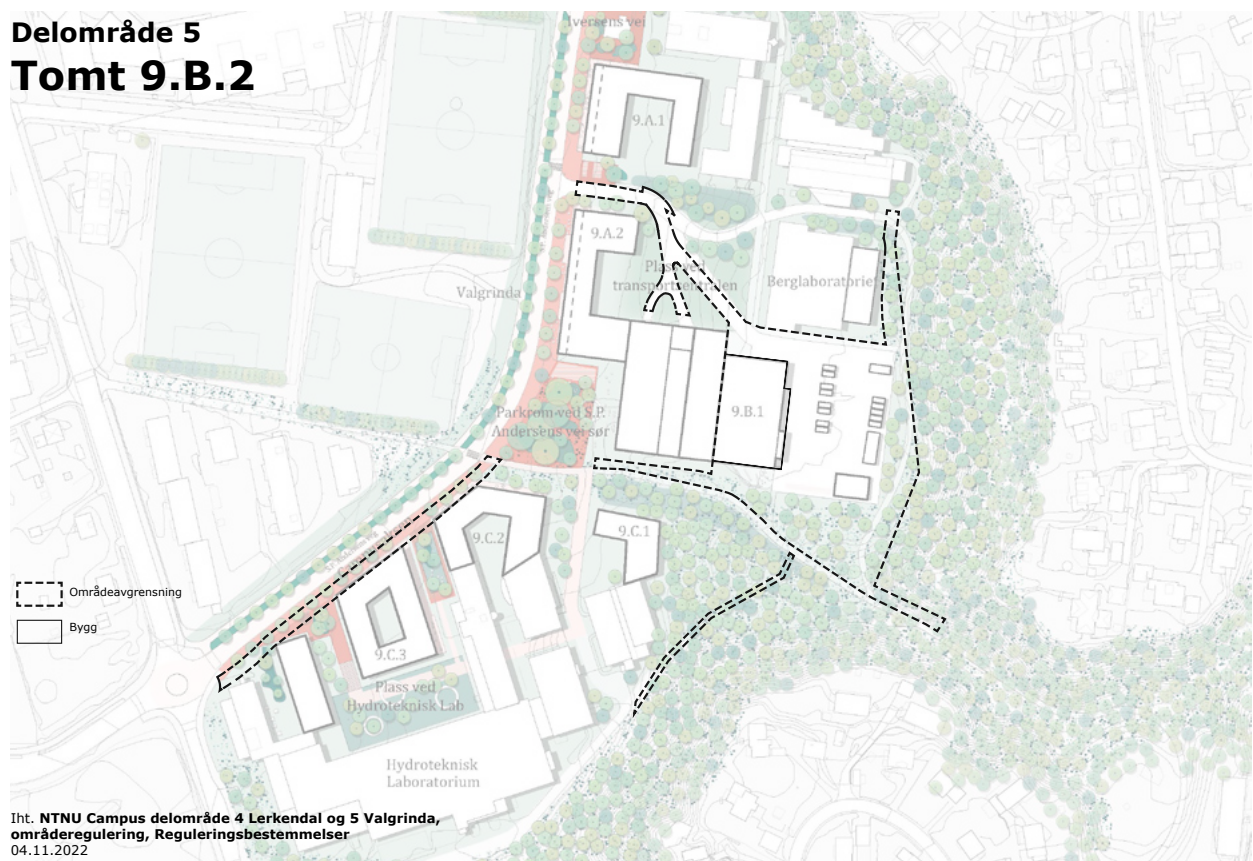 Delområde 5
Tomt 9.B.2
Iversens vei
9.A.1
9.A.2
Plass ved
transportsentralen
Berglaboratoriet
Valgrinda
9.B.1
Parkrom ved S.P.
Andersens vei sør
9.C.2
9.C.1
Områdeavgrensning
Bygg
9.C.3
Plass ved
Hydroteknisk Lab
Hydroteknisk
Laboratorium
Iht. NTNU Campus delområde 4 Lerkendal og 5 Valgrinda,
områderegulering, Reguleringsbestemmelser
04.11.2022